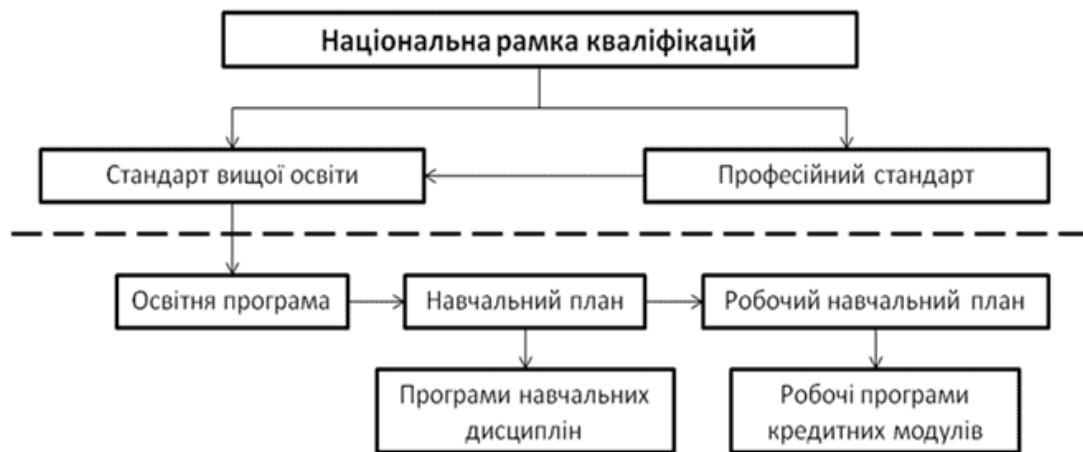 Національна рамка кваліфікацій
Стандарт вищої освіти
Професійний стандарт
Освітня програма
Навчальний план
Робочий навчальний план
Програми навчальних
дисциплін
Робочі програми
кредитних модулів